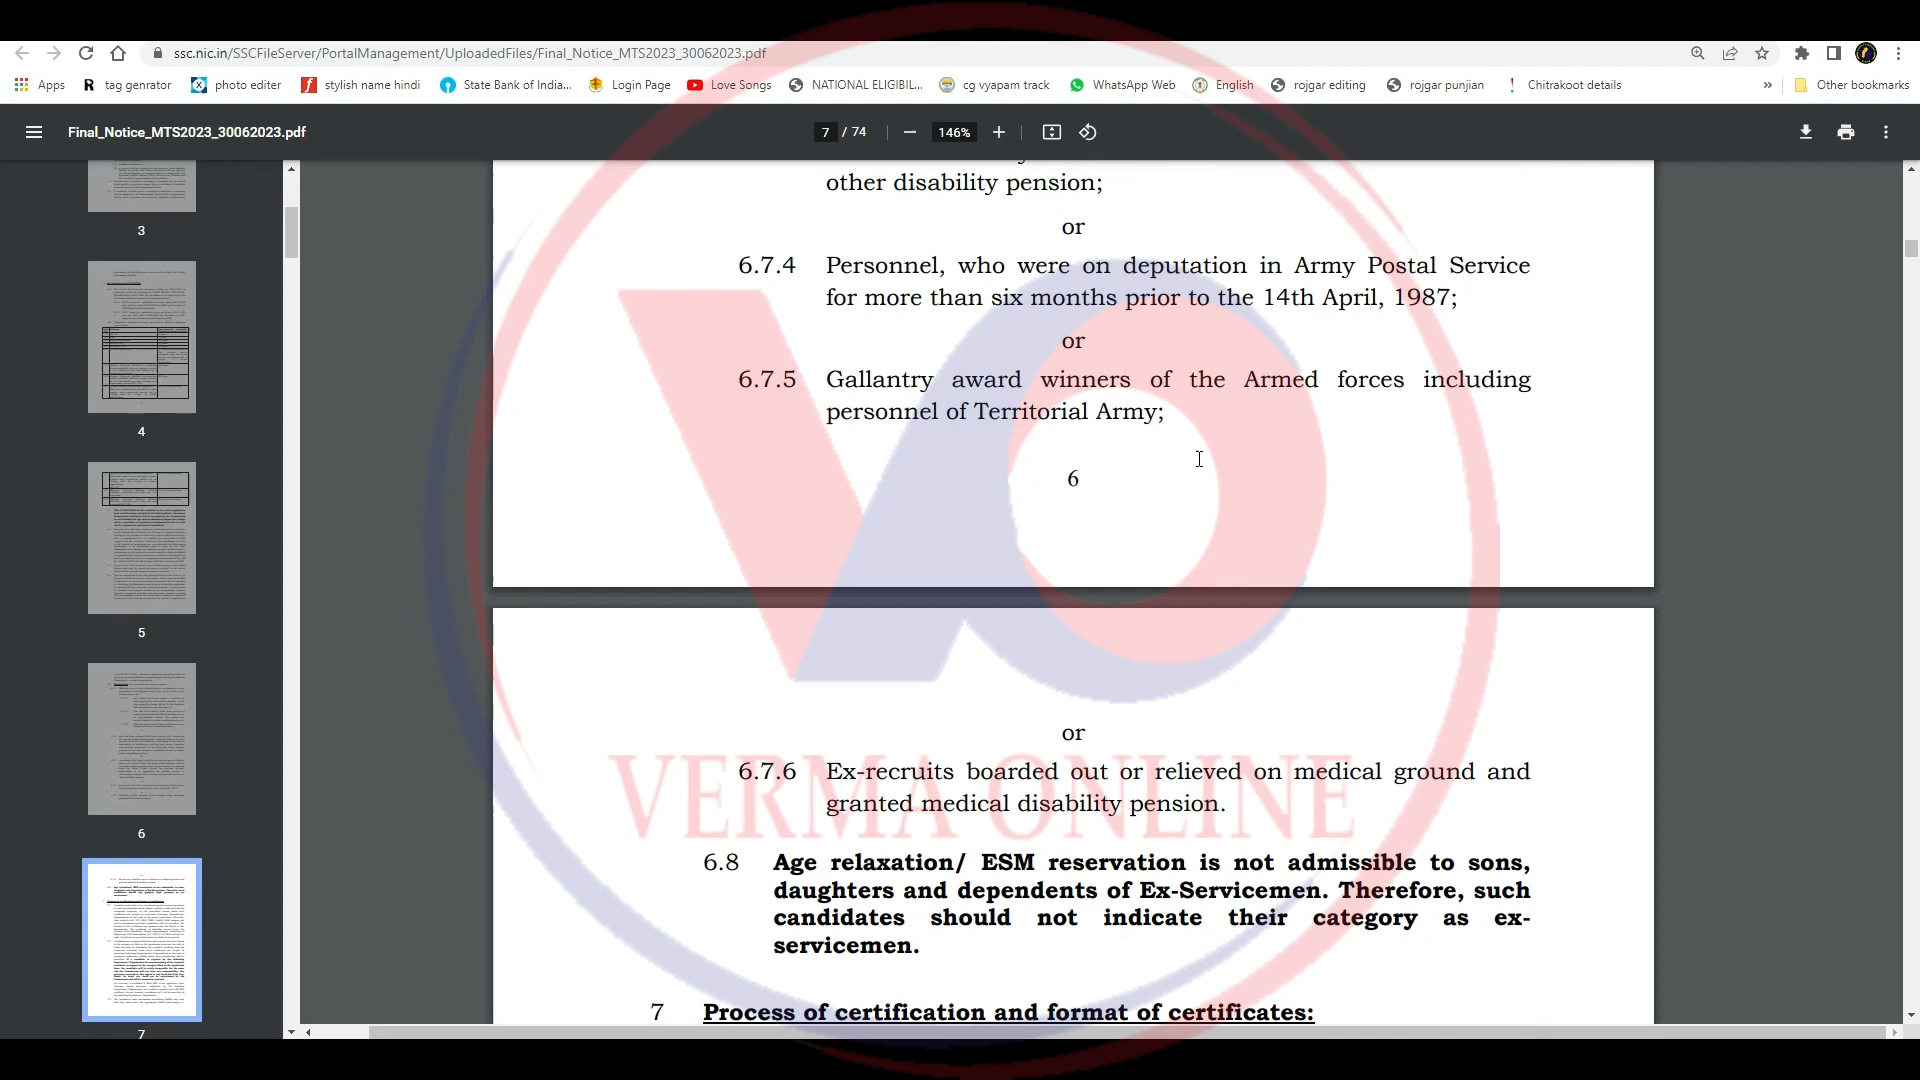 ssc.nic.in/SSCFileServer/PortalManagement/UploadedFiles/Final_Notice_MTS2023_30062023.pdf
Apps tag genrator photo editer stylish name hindi State Bank of India... Login Page Love Songs NATIONAL ELIGIBIL... cg vyapam track WhatsApp Web English rojgar editing rojgar punjian Chitrakoot details » Other bookmarks
Final_Notice_MTS2023_30062023.pdf 7 / 74 146%
3
4
5
6
7
other disability pension;
or
6.7.4 Personnel, who were on deputation in Army Postal Service
for more than six months prior to the 14th April, 1987;
or
6.7.5 Gallantry award winners of the Armed forces including
personnel of Territorial Army;
6
or
6.7.6 Ex-recruits boarded out or relieved on medical ground and
granted medical disability pension.
6.8 Age relaxation/ ESM reservation is not admissible to sons,
daughters and dependents of Ex-Servicemen. Therefore, such
candidates should not indicate their category as ex-
servicemen.
7 Process of certification and format of certificates:
VERMA ONLINE